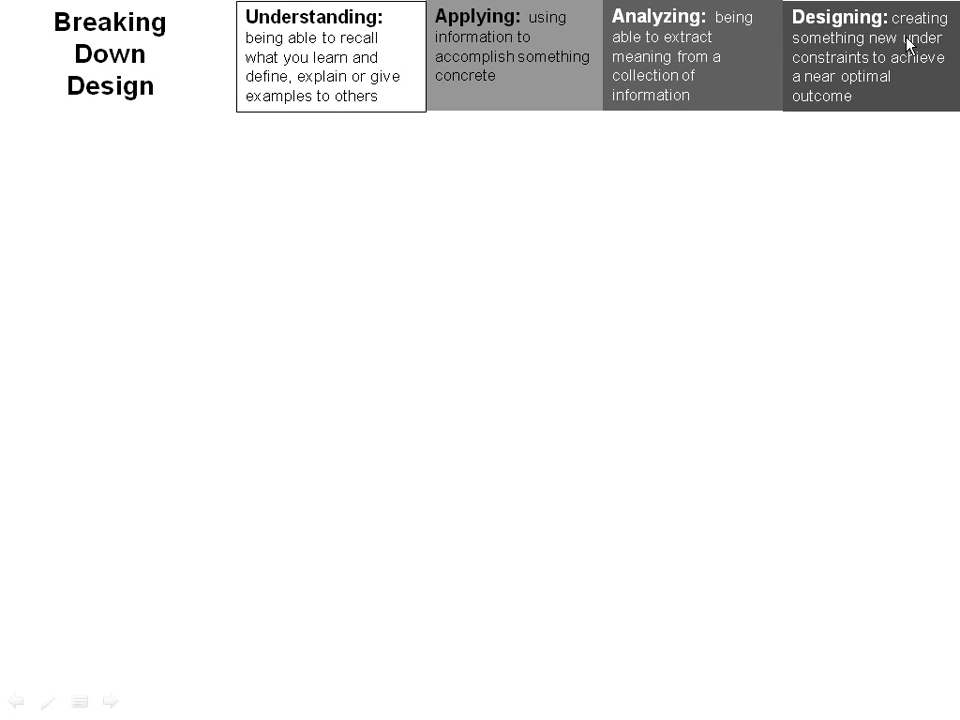 Breaking
Down
Design
Understanding:
being able to recall
what you learn and
define, explain or give
examples to others
Applying: using
information to
accomplish something
concrete
Analyzing: being
able to extract
meaning from a
collection of
information
Designing: creating
something new under
constraints to achieve
a near optimal
outcome